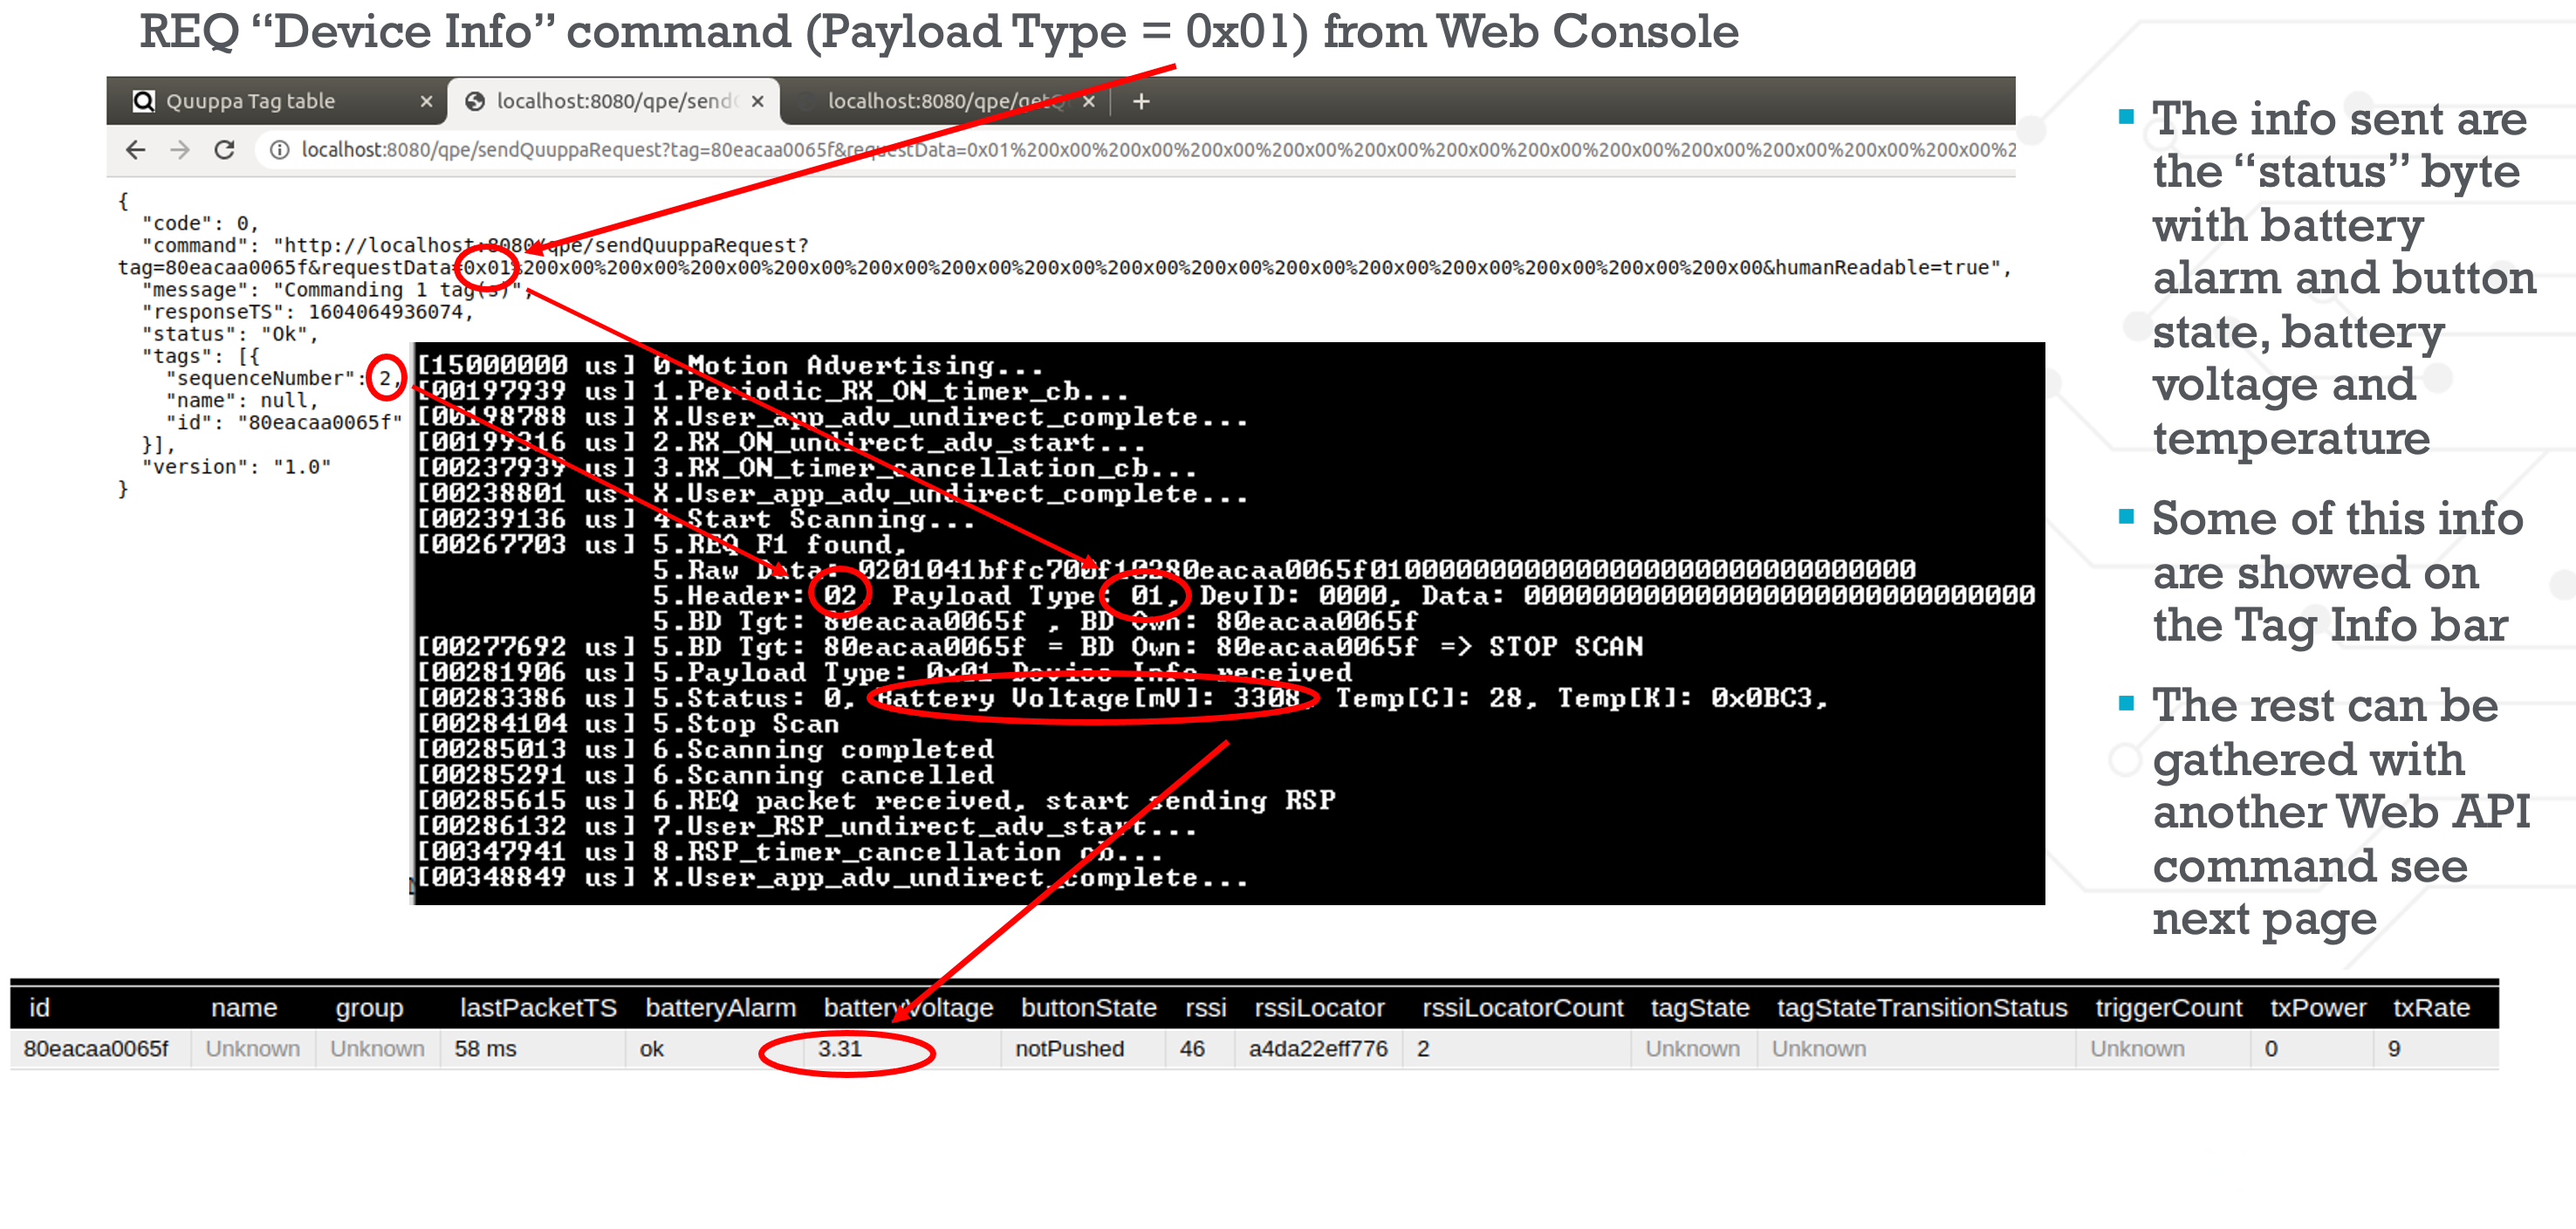 REQ “Device Info” command (Payload Type = 0x01) from Web Console
Quuppa Tag table × localhost:8080/qpe/send × localhost:8080/qpe/getQ × +
localhost:8080/qpe/sendQuuppaRequest?tag=80eacaa0065f&requestData=0x01%200x00%200x00%200x00%200x00%200x00%200x00%200x00%200x00%200x00%200x00%200x00%200x00%200x00%2
{
"code": 0,
"command": "http://localhost:8080/qpe/sendQuuppaRequest?
tag=80eacaa0065f&requestData=0x01%200x00%200x00%200x00%200x00%200x00%200x00%200x00%200x00%200x00%200x00%200x00%200x00%200x00%200x00%200x00&humanReadable=true",
"message": "Commanding 1 tag(s)",
"responseTS": 1604064936074,
"status": "Ok",
"tags": [{
"sequenceNumber": 2,
"name": null,
"id": "80eacaa0065f"
}],
"version": "1.0"
}
[15000000 us] 0.Motion Advertising...
[00197939 us] 1.Periodic_RX_ON_timer_cb...
[00198788 us] X.User_app_adv_undirect_complete...
[00199316 us] 2.RX_ON_undirect_adv_start...
[00237939 us] 3.RX_ON_timer_cancellation_cb...
[00238801 us] X.User_app_adv_undirect_complete...
[00239136 us] 4.Start Scanning...
[00267703 us] 5.REQ F1 found,
5.Raw Data: 0201041bffc700f10280eacaa0065f01000000000000000000000000000000
5.Header: 02, Payload Type: 01, DevID: 0000, Data: 000000000000000000000000000000
5.BD Tgt: 80eacaa0065f , BD Own: 80eacaa0065f
[00277692 us] 5.BD Tgt: 80eacaa0065f = BD Own: 80eacaa0065f => STOP SCAN
[00281906 us] 5.Payload Type: 0x01 Device Info received
[00283386 us] 5.Status: 0, Battery Voltage[mV]: 3308, Temp[C]: 28, Temp[K]: 0x0BC3,
[00284104 us] 5.Stop Scan
[00285013 us] 6.Scanning completed
[00285291 us] 6.Scanning cancelled
[00285615 us] 6.REQ packet received, start sending RSP
[00286132 us] 7.User_RSP_undirect_adv_start...
[00347941 us] 8.RSP_timer_cancellation_cb...
[00348849 us] X.User_app_adv_undirect_complete...
The info sent are
the “status” byte
with battery
alarm and button
state, battery
voltage and
temperature
Some of this info
are showed on
the Tag Info bar
The rest can be
gathered with
another Web API
command see
next page
id name group lastPacketTS batteryAlarm batteryVoltage buttonState rssi rssiLocator rssiLocatorCount tagState tagStateTransitionStatus triggerCount txPower txRate
80eacaa0065f Unknown Unknown 58 ms ok 3.31 notPushed 46 a4da22eff776 2 Unknown Unknown Unknown 0 9